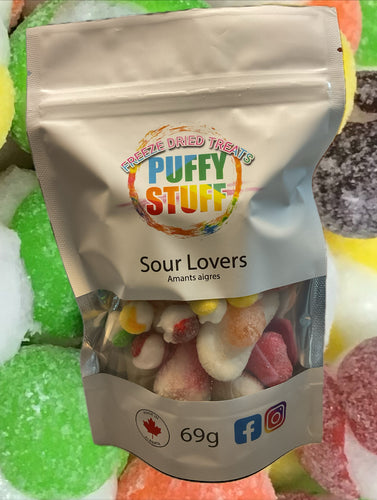 FREEZE DRIED TREATS
PUFFY
STUFF
Sour Lovers
Amants aigres
69g